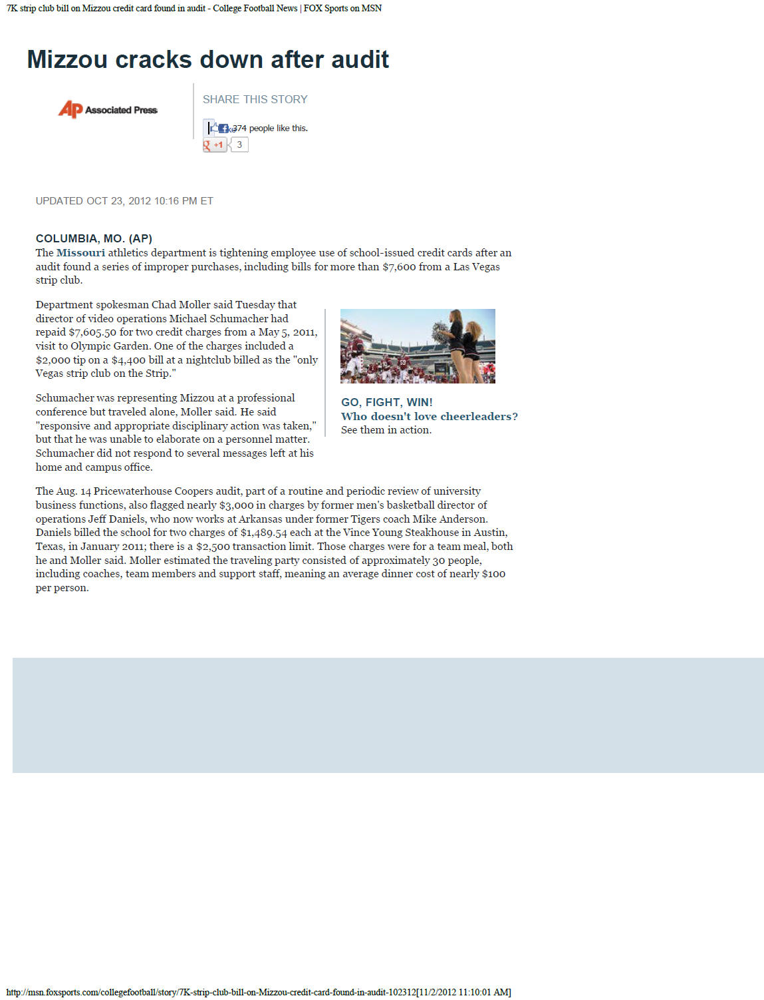 7K strip club bill on Mizzou credit card found in audit - College Football News | FOX Sports on MSN
Mizzou cracks down after audit
AP Associated Press
SHARE THIS STORY
374 people like this.
+1 3
UPDATED OCT 23, 2012 10:16 PM ET
COLUMBIA, MO. (AP)
The Missouri athletics department is tightening employee use of school-issued credit cards after an
audit found a series of improper purchases, including bills for more than $7,600 from a Las Vegas
strip club.
Department spokesman Chad Moller said Tuesday that
director of video operations Michael Schumacher had
repaid $7,605.50 for two credit charges from a May 5, 2011,
visit to Olympic Garden. One of the charges included a
$2,000 tip on a $4,400 bill at a nightclub billed as the "only
Vegas strip club on the Strip."
Schumacher was representing Mizzou at a professional
conference but traveled alone, Moller said. He said
"responsive and appropriate disciplinary action was taken,"
but that he was unable to elaborate on a personnel matter.
Schumacher did not respond to several messages left at his
home and campus office.
GO, FIGHT, WIN!
Who doesn't love cheerleaders?
See them in action.
The Aug. 14 Pricewaterhouse Coopers audit, part of a routine and periodic review of university
business functions, also flagged nearly $3,000 in charges by former men's basketball director of
operations Jeff Daniels, who now works at Arkansas under former Tigers coach Mike Anderson.
Daniels billed the school for two charges of $1,489.54 each at the Vince Young Steakhouse in Austin,
Texas, in January 2011; there is a $2,500 transaction limit. Those charges were for a team meal, both
he and Moller said. Moller estimated the traveling party consisted of approximately 30 people,
including coaches, team members and support staff, meaning an average dinner cost of nearly $100
per person.
http://msn.foxsports.com/collegefootball/story/7K-strip-club-bill-on-Mizzou-credit-card-found-in-audit-102312[11/2/2012 11:10:01 AM]